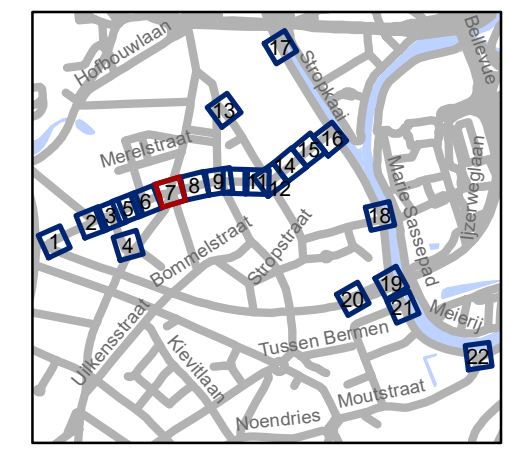 Hofbouwlaan
17
Stropkaai
Bellevue
13
Merelstraat
16
15
14
Ijzerweglaan
Marie Sassepad
1
2
3
5
6
7
8
9
11
12
4
18
Bommelstraat
Stropstraat
19
20
21
Meierij
Uilkensstraat
Kievitlaan
Tussen Bermen
22
Moutstraat
Noendries